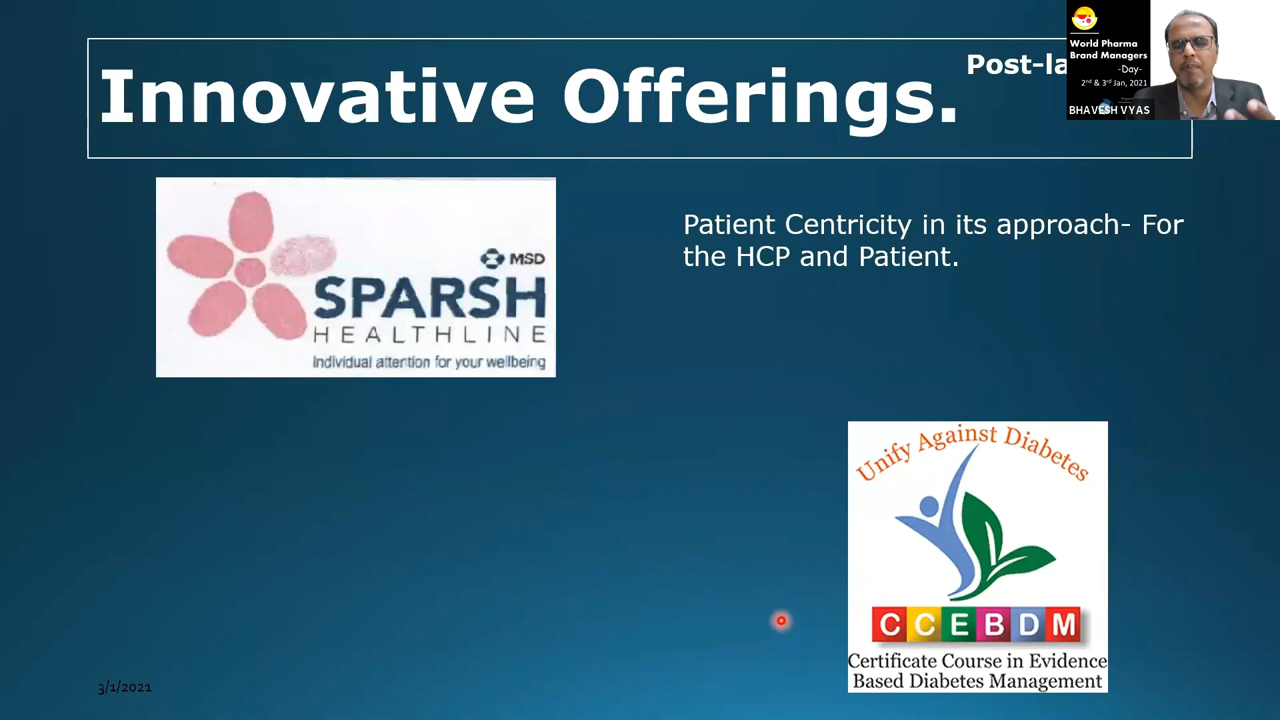 Innovative Offerings.
Post-la
World Pharma
Brand Managers
-Day-
2nd & 3rd Jan, 2021
BHAVESH VYAS
MSD
SPARSH
HEALTHLINE
Individual attention for your wellbeing
Patient Centricity in its approach- For
the HCP and Patient.
Unify Against Diabetes
CCEBDM
Certificate Course in Evidence
Based Diabetes Management
3/1/2021